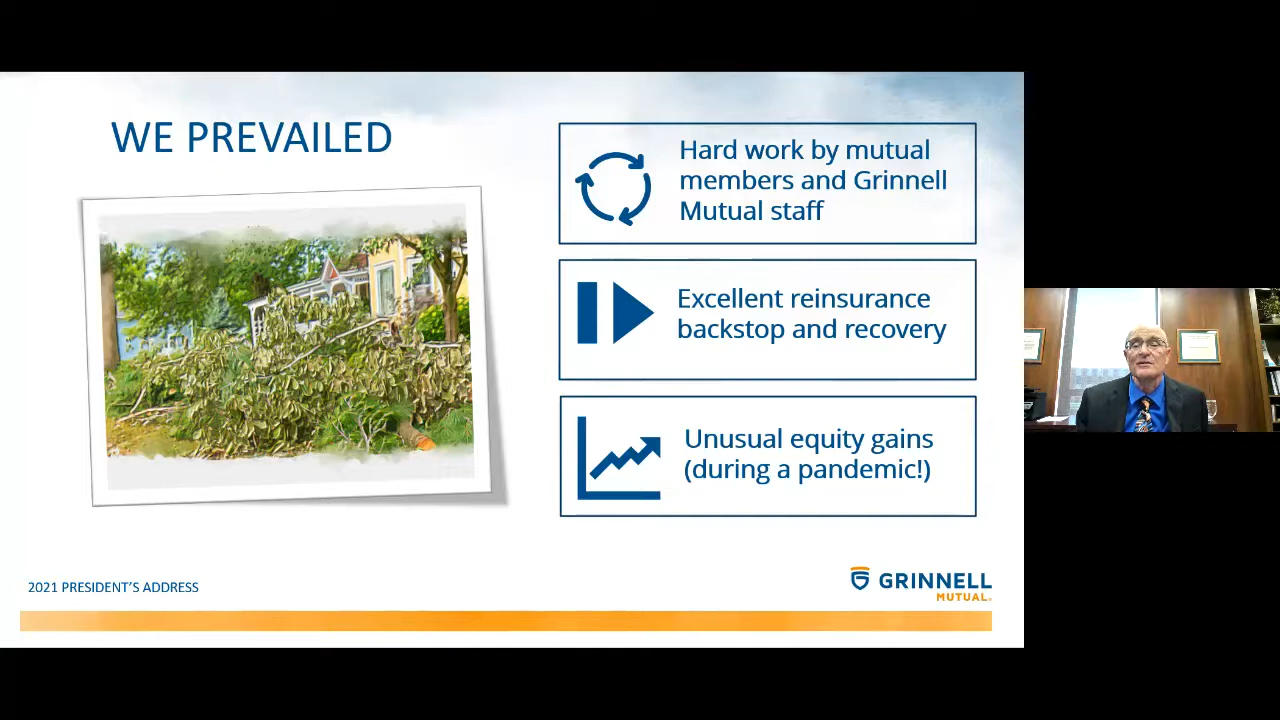 WE PREVAILED
Hard work by mutual
members and Grinnell
Mutual staff
Excellent reinsurance
backstop and recovery
Unusual equity gains
(during a pandemic!)
2021 PRESIDENT'S ADDRESS
GRINNELL
MUTUAL®